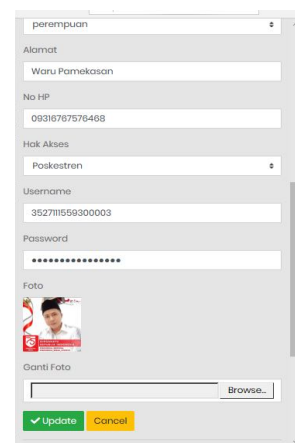 perempuan
Alamat
Waru Pamekasan
No HP
09316767576468
Hak Akses
Poskestren
Username
3527111559300003
Password
Foto
Ganti Foto
Browse...
Update
Cancel